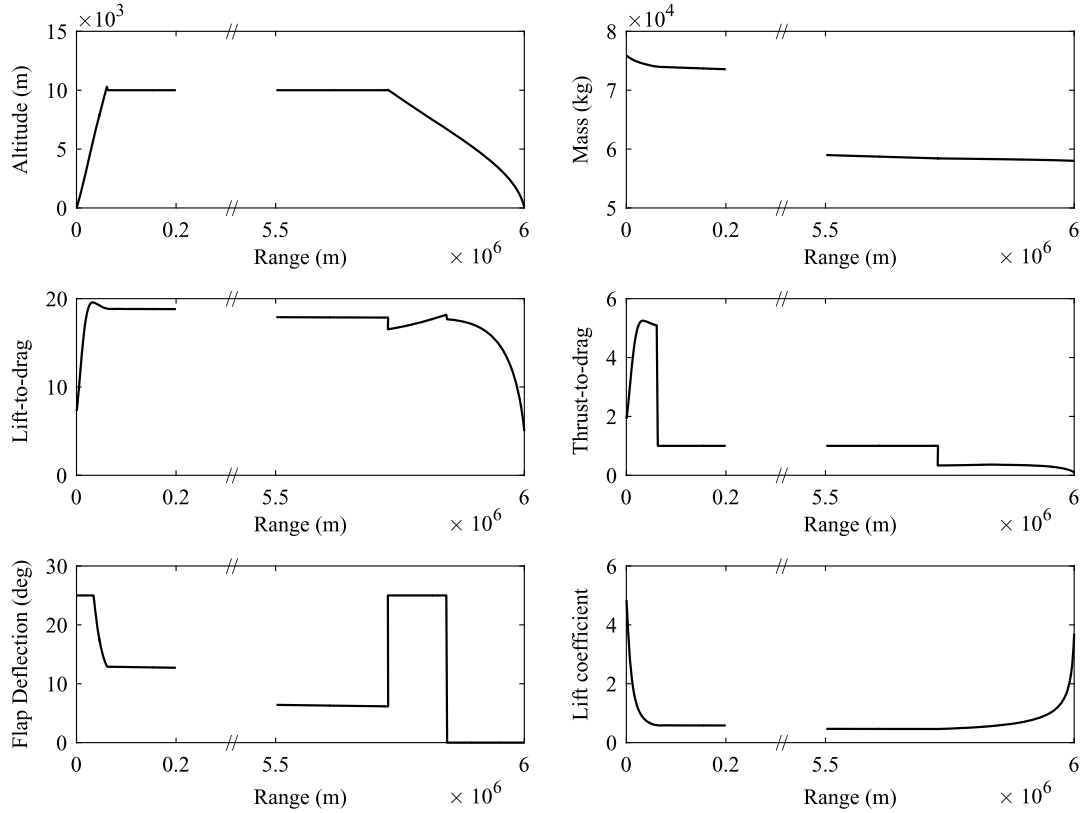 ×10³
Altitude (m)
15
10
5
0
0 0.2 5.5 6
Range (m) × 10⁶
×10⁴
Mass (kg)
8
7
6
5
0 0.2 5.5 6
Range (m) × 10⁶
Lift-to-drag
20
10
0
0 0.2 5.5 6
Range (m) × 10⁶
Thrust-to-drag
6
4
2
0
0 0.2 5.5 6
Range (m) × 10⁶
Flap Deflection (deg)
30
20
10
0
0 0.2 5.5 6
Range (m) × 10⁶
Lift coefficient
6
4
2
0
0 0.2 5.5 6
Range (m) × 10⁶